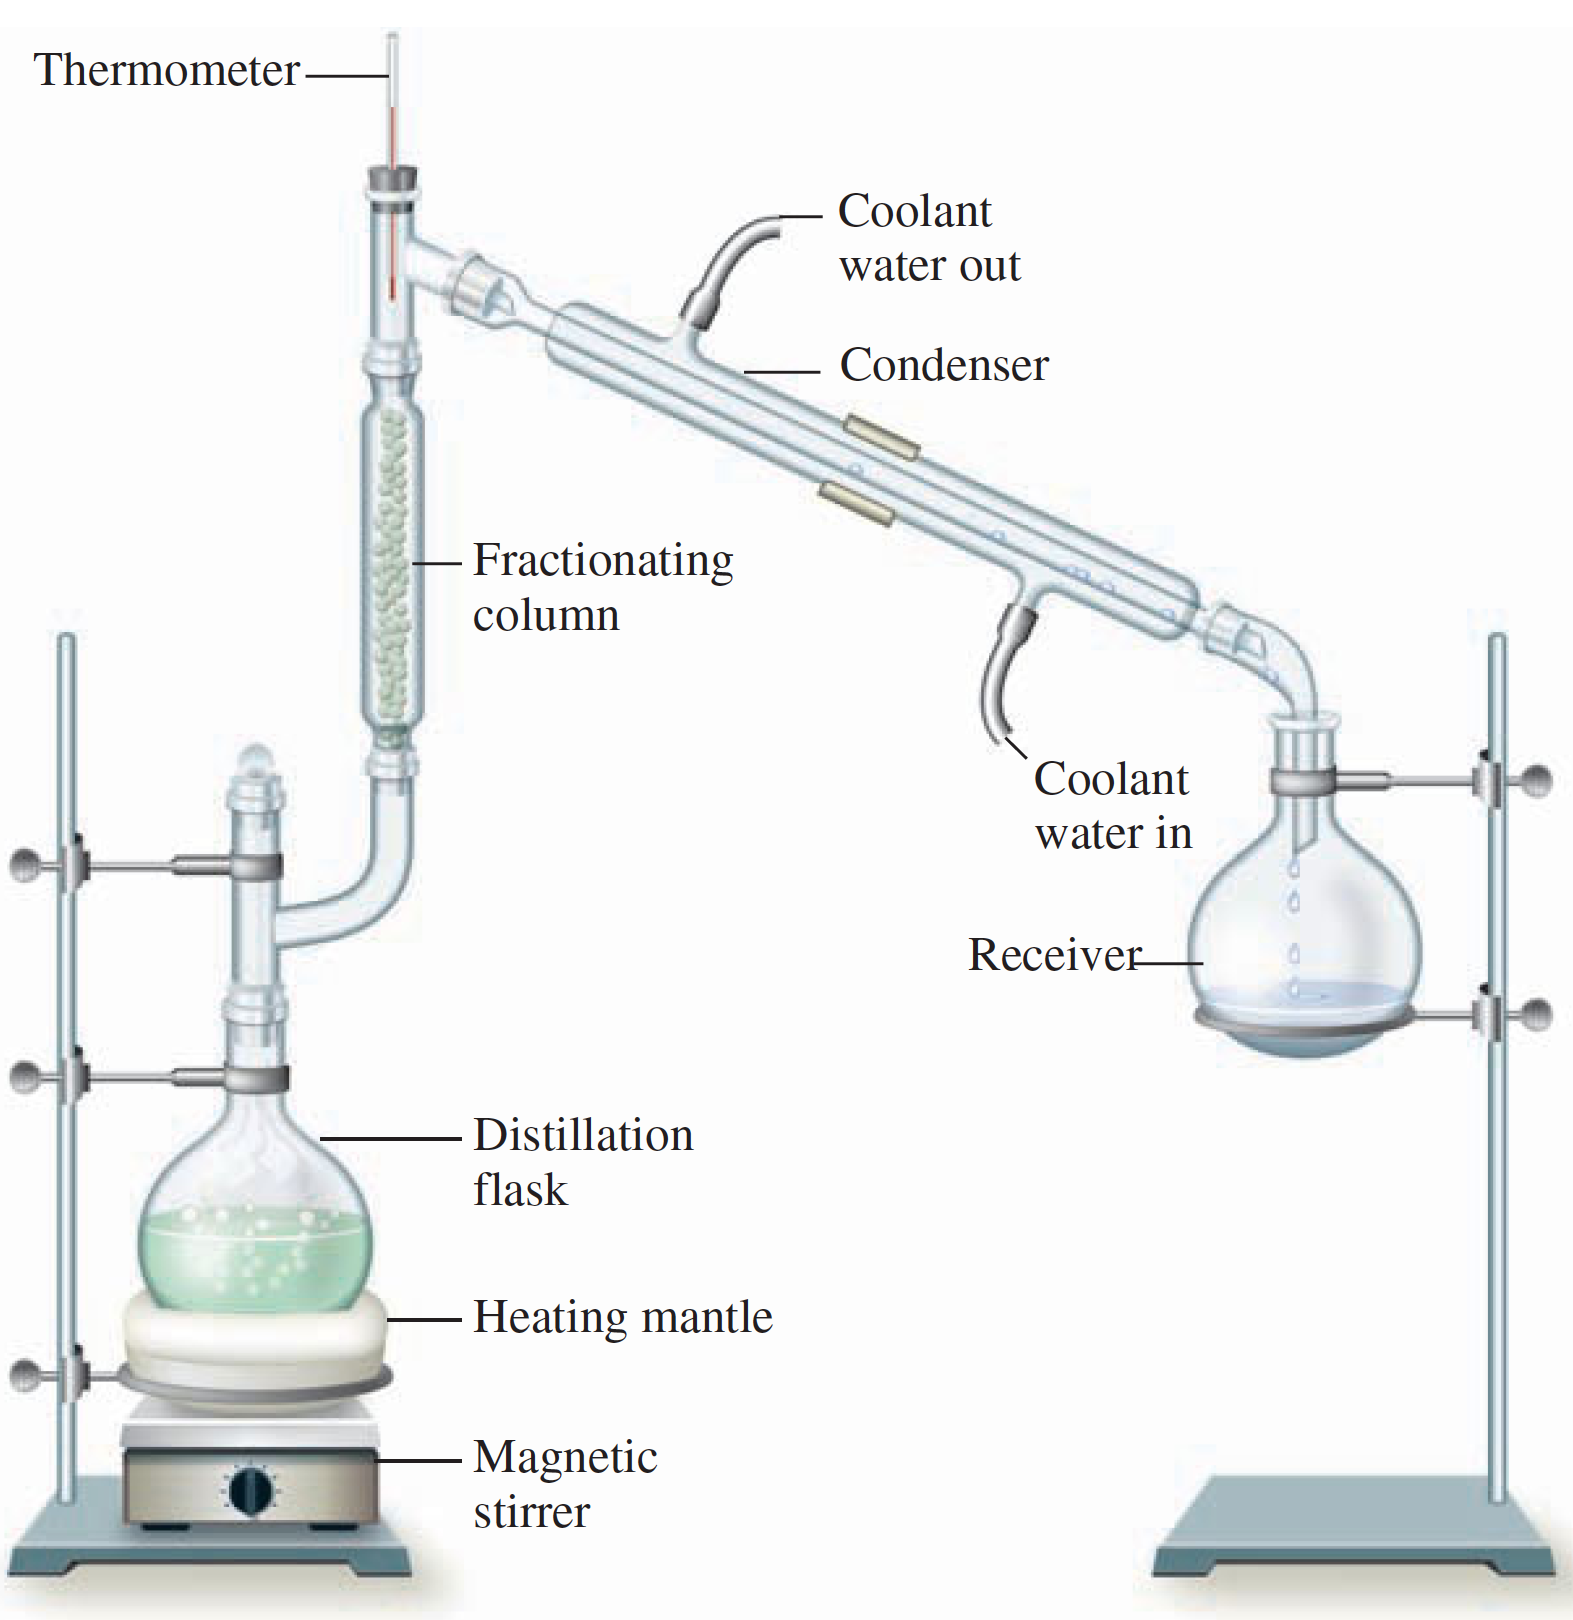 Thermometer
Coolant
water out
Condenser
Fractionating
column
Coolant
water in
Receiver
Distillation
flask
Heating mantle
Magnetic
stirrer